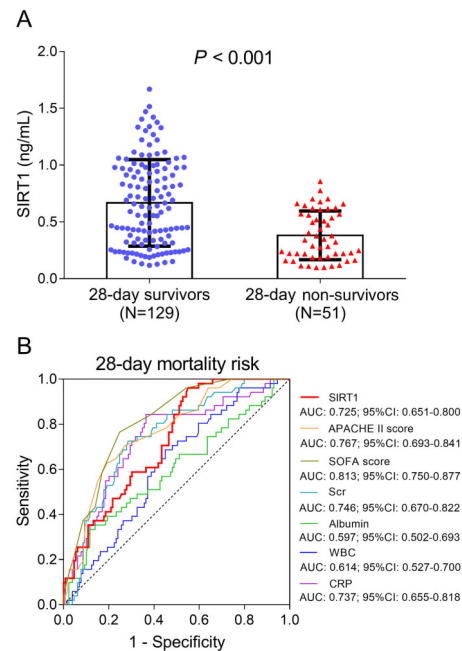 A
P < 0.001
SIRT1 (ng/mL)
2.0
1.5
1.0
0.5
0.0
28-day survivors
(N=129)
28-day non-survivors
(N=51)
B
28-day mortality risk
Sensitivity
1.0
0.8
0.6
0.4
0.2
0.0
0.0
0.2
0.4
0.6
0.8
1.0
1 - Specificity
SIRT1
AUC: 0.725; 95%CI: 0.651-0.800
APACHE II score
AUC: 0.767; 95%CI: 0.693-0.841
SOFA score
AUC: 0.813; 95%CI: 0.750-0.877
Scr
AUC: 0.746; 95%CI: 0.670-0.822
Albumin
AUC: 0.597; 95%CI: 0.502-0.693
WBC
AUC: 0.614; 95%CI: 0.527-0.700
CRP
AUC: 0.737; 95%CI: 0.655-0.818